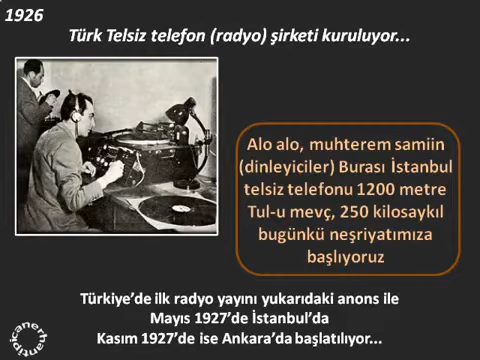 1926
Türk Telsiz telefon (radyo) şirketi kuruluyor...
Alo alo, muhterem samiin
(dinleyiciler) Burası İstanbul
telsiz telefonu 1200 metre
Tul-u mevç, 250 kilosaykıl
bugünkü neşriyatımıza
başlıyoruz
Türkiye'de ilk radyo yayını yukarıdaki anons ile
Mayıs 1927'de İstanbul'da
Kasım 1927'de ise Ankara'da başlatılıyor...